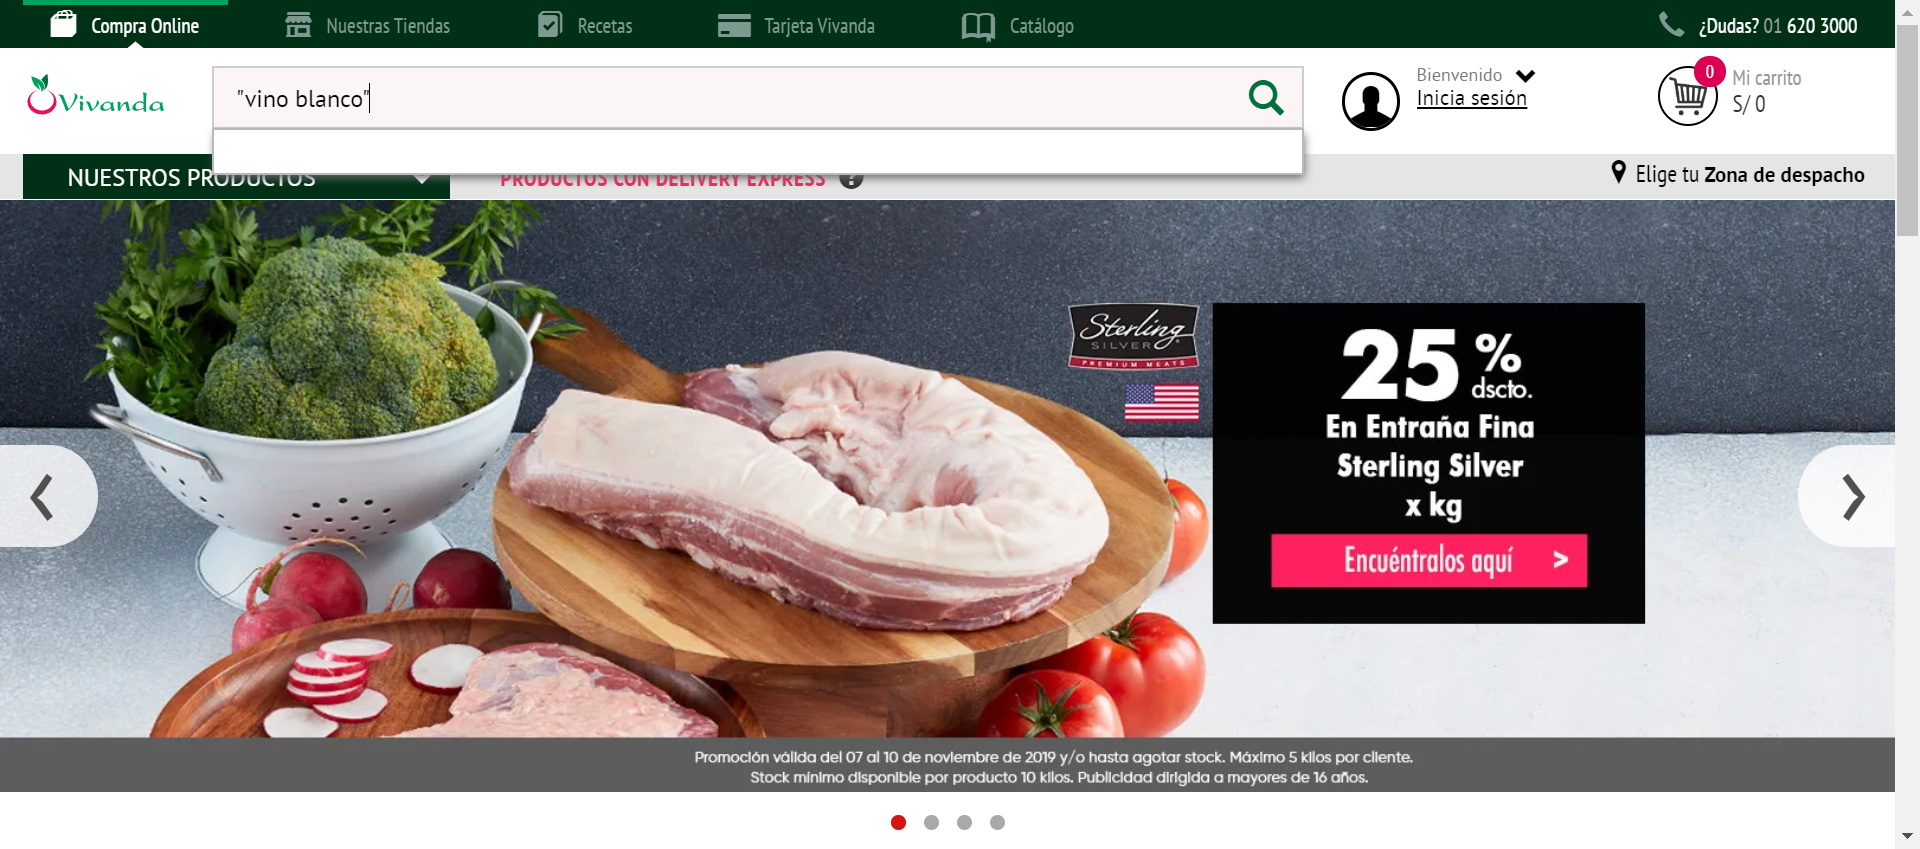 Compra Online
Nuestras Tiendas
Recetas
Tarjeta Vivanda
Catálogo
¿Dudas? 01 620 3000
Vivanda
"vino blanco"
Bienvenido
Inicia sesión
0
Mi carrito
S/ 0
NUESTROS PRODUCTOS
PRODUCTOS CON DELIVERY EXPRESS ?
Elige tu Zona de despacho
Sterling
SILVER
PREMIUM MEATS
25 %
dscto.
En Entraña Fina
Sterling Silver
x kg
Encuéntralos aquí >
Promoción válida del 07 al 10 de noviembre de 2019 y/o hasta agotar stock. Máximo 5 kilos por cliente.
Stock mínimo disponible por producto 10 kilos. Publicidad dirigida a mayores de 16 años.